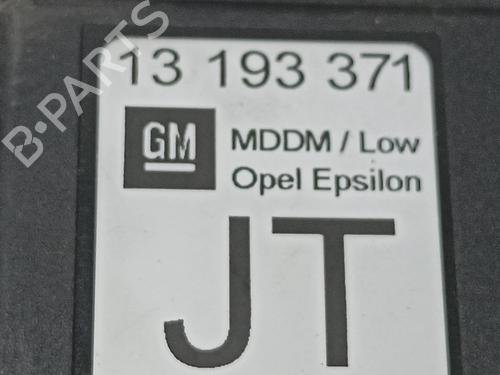 13 193 371
GM
MDDM / Low
Opel Epsilon
JT
B-PARTS